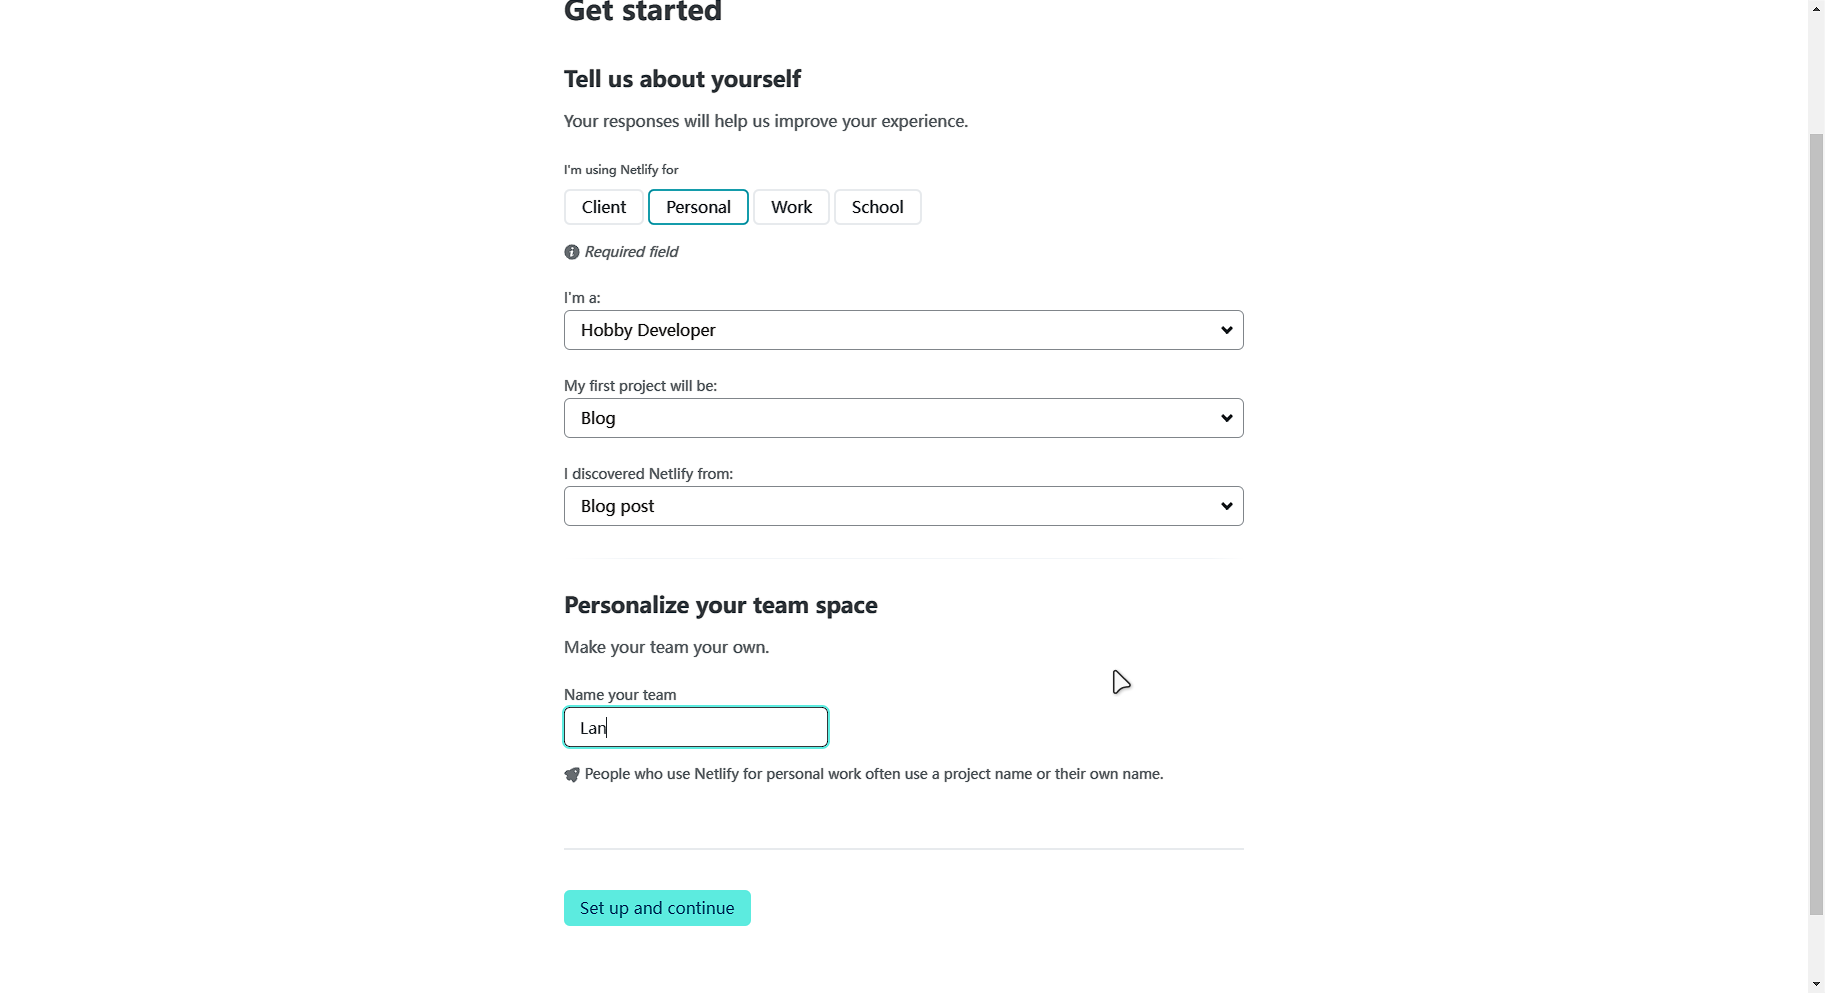 Get started
Tell us about yourself
Your responses will help us improve your experience.
I'm using Netlify for
Client Personal Work School
Required field
I'm a:
Hobby Developer
My first project will be:
Blog
I discovered Netlify from:
Blog post
Personalize your team space
Make your team your own.
Name your team
Lan
People who use Netlify for personal work often use a project name or their own name.
Set up and continue